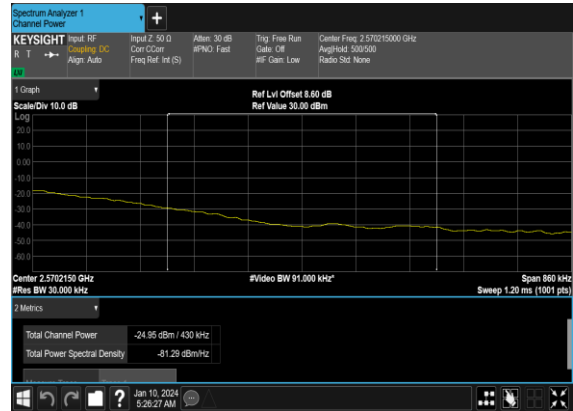 Spectrum Analyzer 1
Channel Power
+
KEYSIGHT Input: RF Input Z: 50 Ω Atten: 30 dB Trig: Free Run Center Freq: 2.570215000 GHz
R T Coupling: DC Corr CCorr #PNO: Fast Gate: Off Avg|Hold: 500/500
Align: Auto Freq Ref: Int (S) #IF Gain: Low Radio Std: None
LW
1 Graph
Ref Lvl Offset 8.60 dB
Scale/Div 10.0 dB Ref Value 30.00 dBm
Log
20.0
10.0
0.00
-10.0
-20.0
-30.0
-40.0
-50.0
-60.0
Center 2.5702150 GHz #Video BW 91.000 kHz* Span 860 kHz
#Res BW 30.000 kHz Sweep 1.20 ms (1001 pts)
2 Metrics
Total Channel Power -24.95 dBm / 430 kHz
Total Power Spectral Density -81.29 dBm/Hz
? Jan 10, 2024
5:26:27 AM